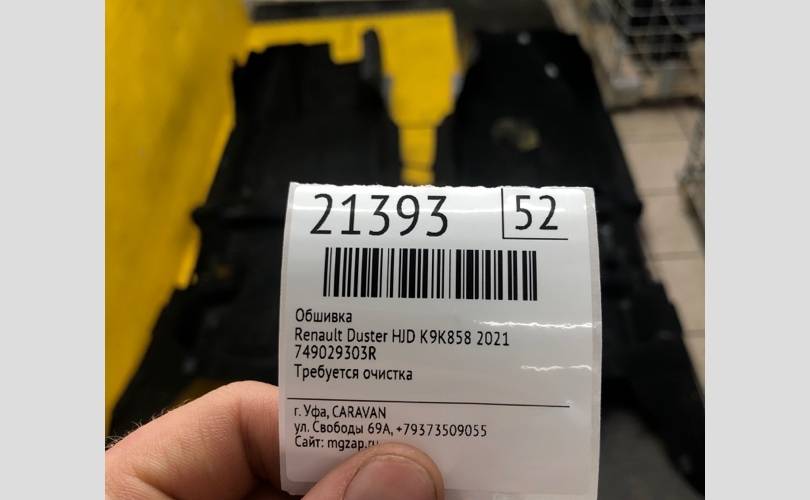 21393 52
Обшивка
Renault Duster HJD K9K858 2021
749029303R
Требуется очистка
г. Уфа, CARAVAN
ул. Свободы 69А, +79373509055
Сайт: mgzap.ru